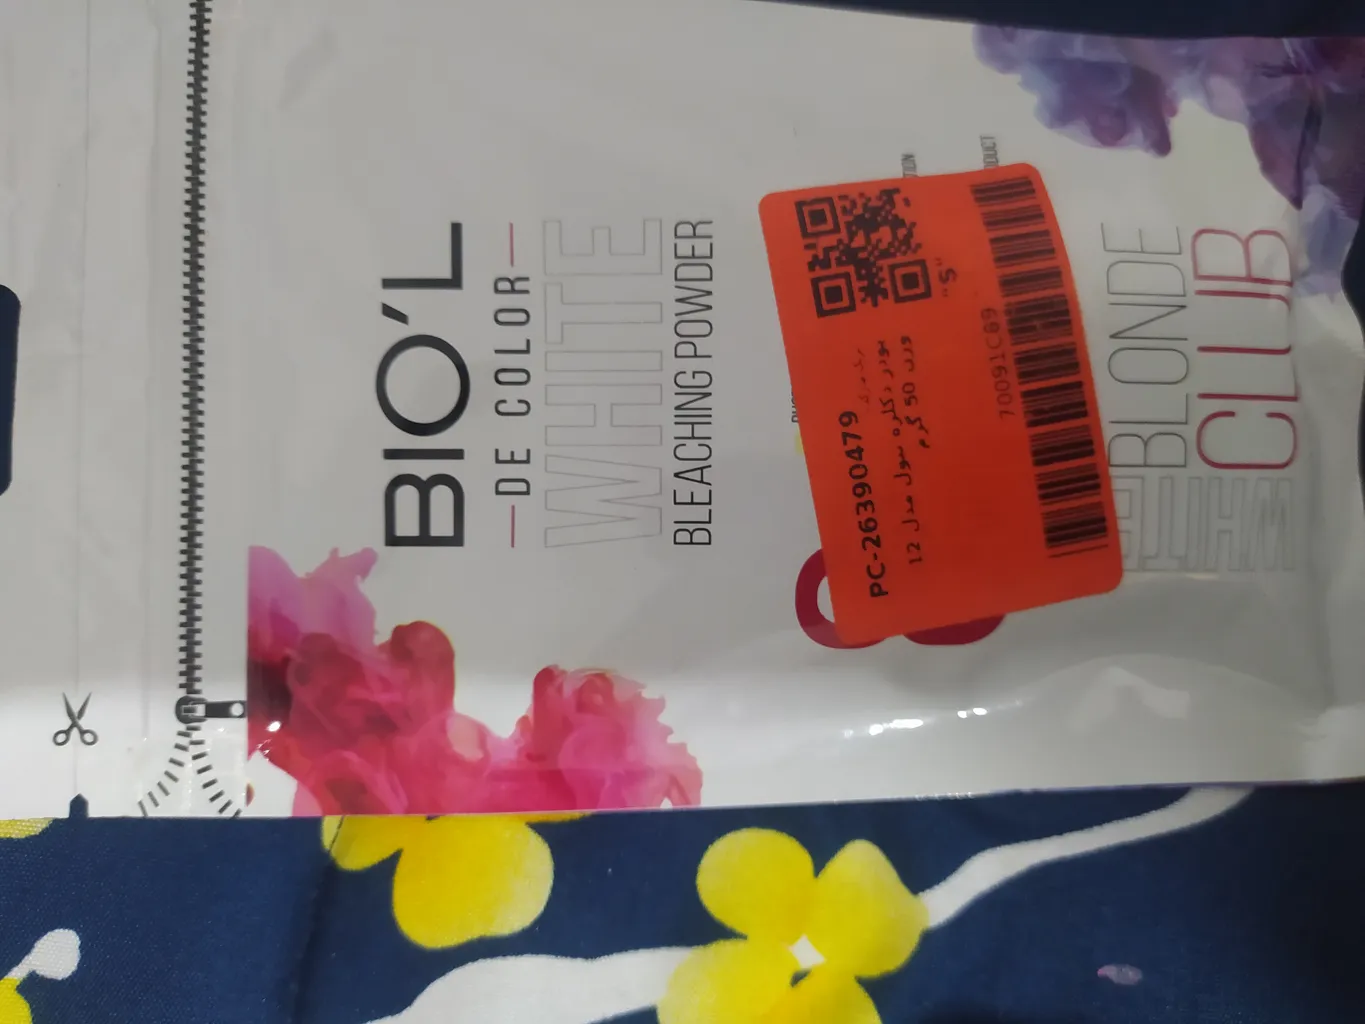 BIO'L
DE COLOR
WHITE
BLEACHING POWDER
PC-26390479
پودر دکلره بیول مدل 12
وزن 50 گرم
"S"
70091C89
BLONDE
CLUB
WHITE